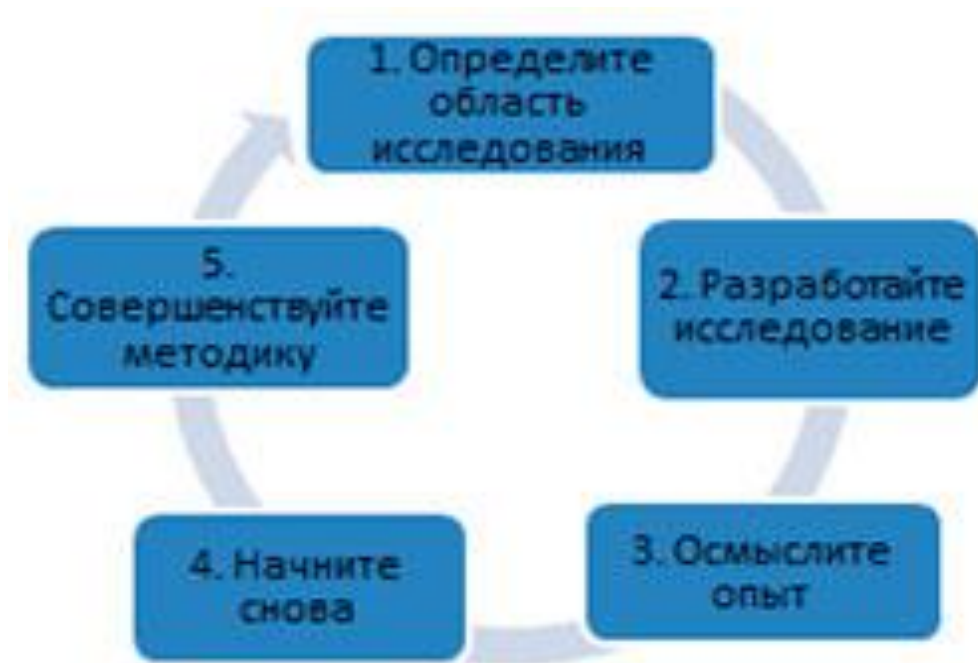 1. Определите
область
исследования
2. Разработайте
исследование
3. Осмыслите
опыт
4. Начните
снова
5.
Совершенствуйте
методику